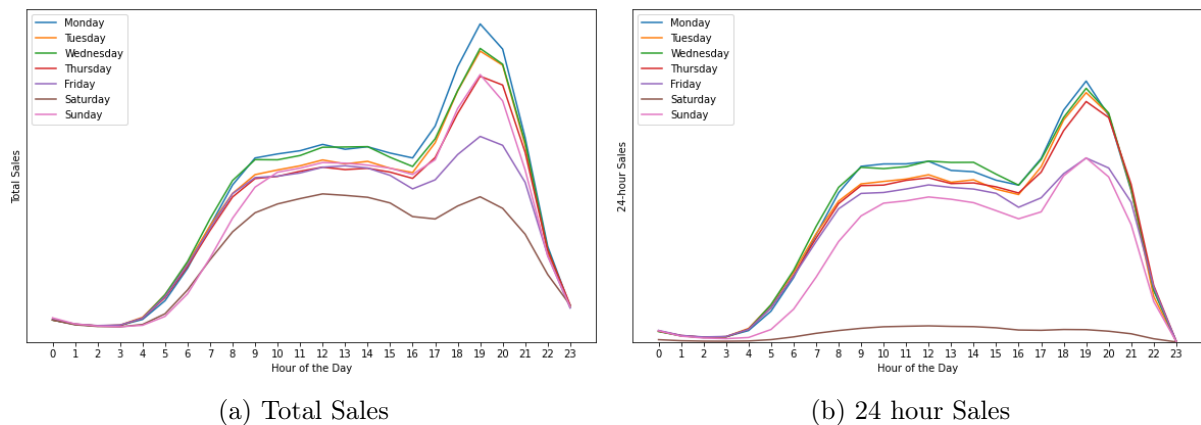 Monday
Tuesday
Wednesday
Thursday
Friday
Saturday
Sunday
Total Sales
0 1 2 3 4 5 6 7 8 9 10 11 12 13 14 15 16 17 18 19 20 21 22 23
Hour of the Day
(a) Total Sales
Monday
Tuesday
Wednesday
Thursday
Friday
Saturday
Sunday
24-hour Sales
0 1 2 3 4 5 6 7 8 9 10 11 12 13 14 15 16 17 18 19 20 21 22 23
Hour of the Day
(b) 24 hour Sales